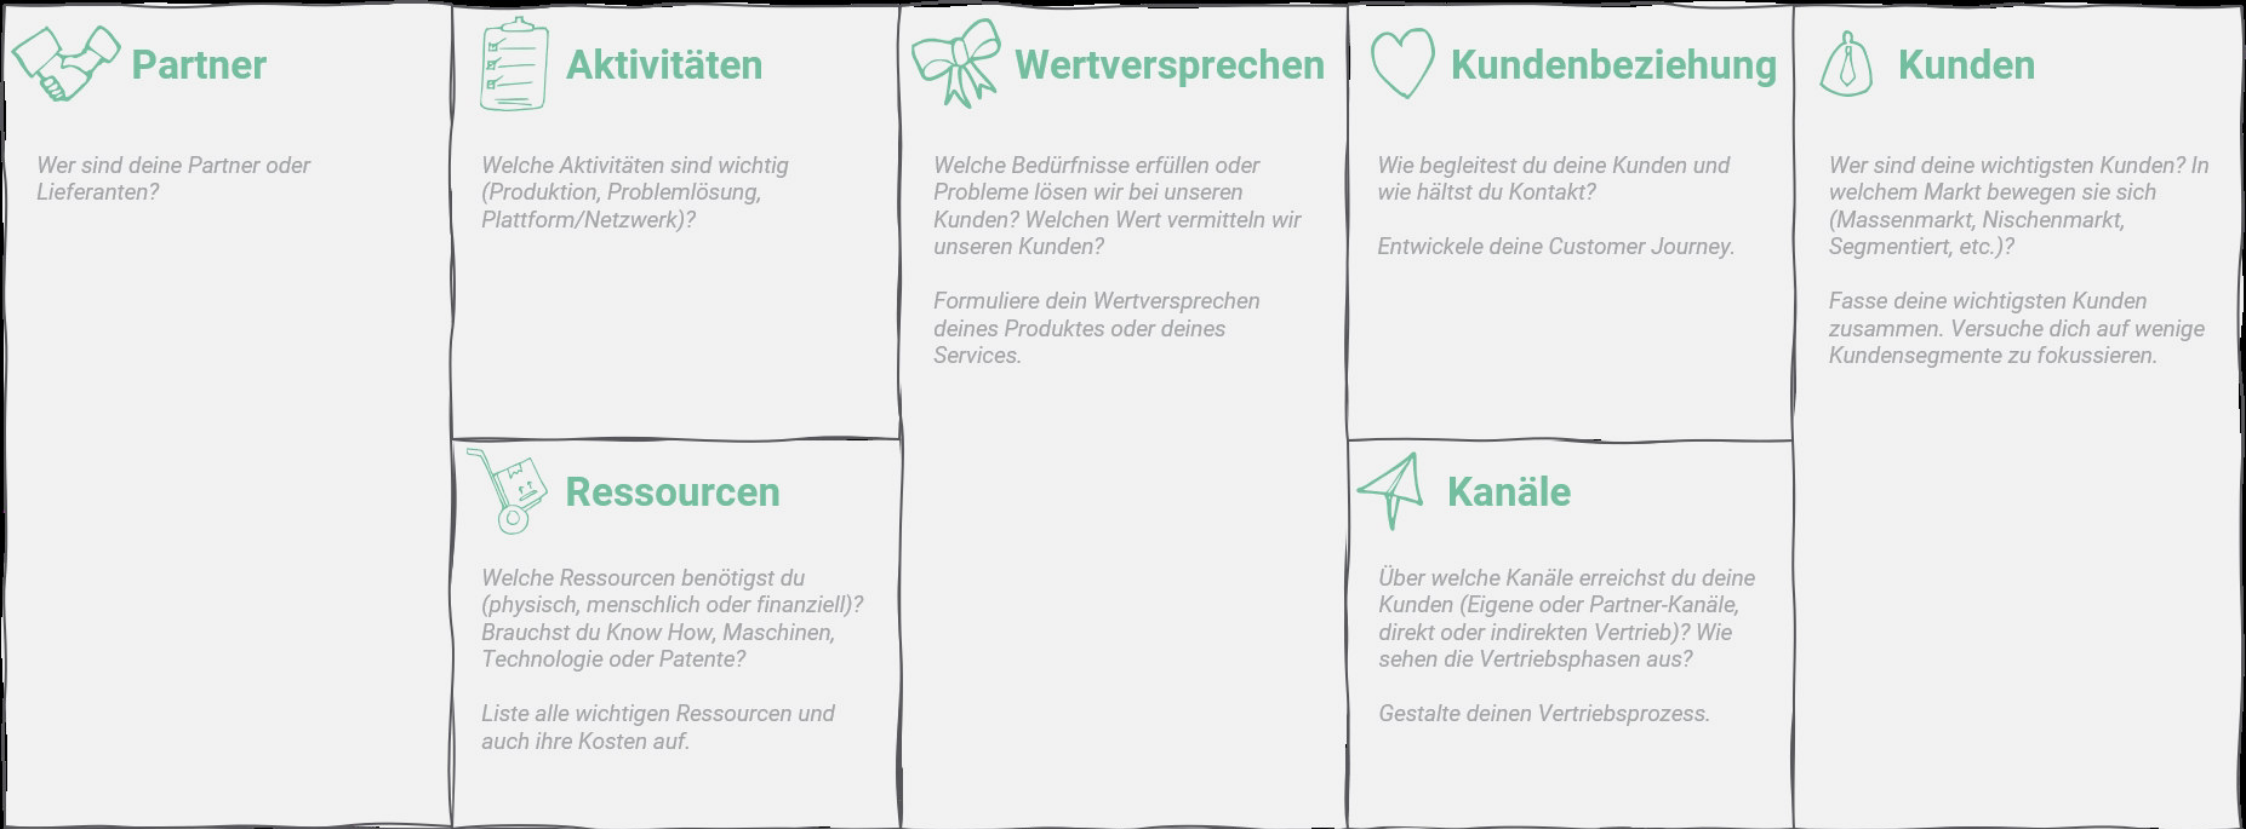 Partner
Wer sind deine Partner oder
Lieferanten?
Aktivitäten
Welche Aktivitäten sind wichtig
(Produktion, Problemlösung,
Plattform/Netzwerk)?
Ressourcen
Welche Ressourcen benötigst du
(physisch, menschlich oder finanziell)?
Brauchst du Know How, Maschinen,
Technologie oder Patente?
Liste alle wichtigen Ressourcen und
auch ihre Kosten auf.
Wertversprechen
Welche Bedürfnisse erfüllen oder
Probleme lösen wir bei unseren
Kunden? Welchen Wert vermitteln wir
unseren Kunden?
Formuliere dein Wertversprechen
deines Produktes oder deines
Services.
Kundenbeziehung
Wie begleitest du deine Kunden und
wie hältst du Kontakt?
Entwickele deine Customer Journey.
Kanäle
Über welche Kanäle erreichst du deine
Kunden (Eigene oder Partner-Kanäle,
direkt oder indirekten Vertrieb)? Wie
sehen die Vertriebsphasen aus?
Gestalte deinen Vertriebsprozess.
Kunden
Wer sind deine wichtigsten Kunden? In
welchem Markt bewegen sie sich
(Massenmarkt, Nischenmarkt,
Segmentiert, etc.)?
Fasse deine wichtigsten Kunden
zusammen. Versuche dich auf wenige
Kundensegmente zu fokussieren.